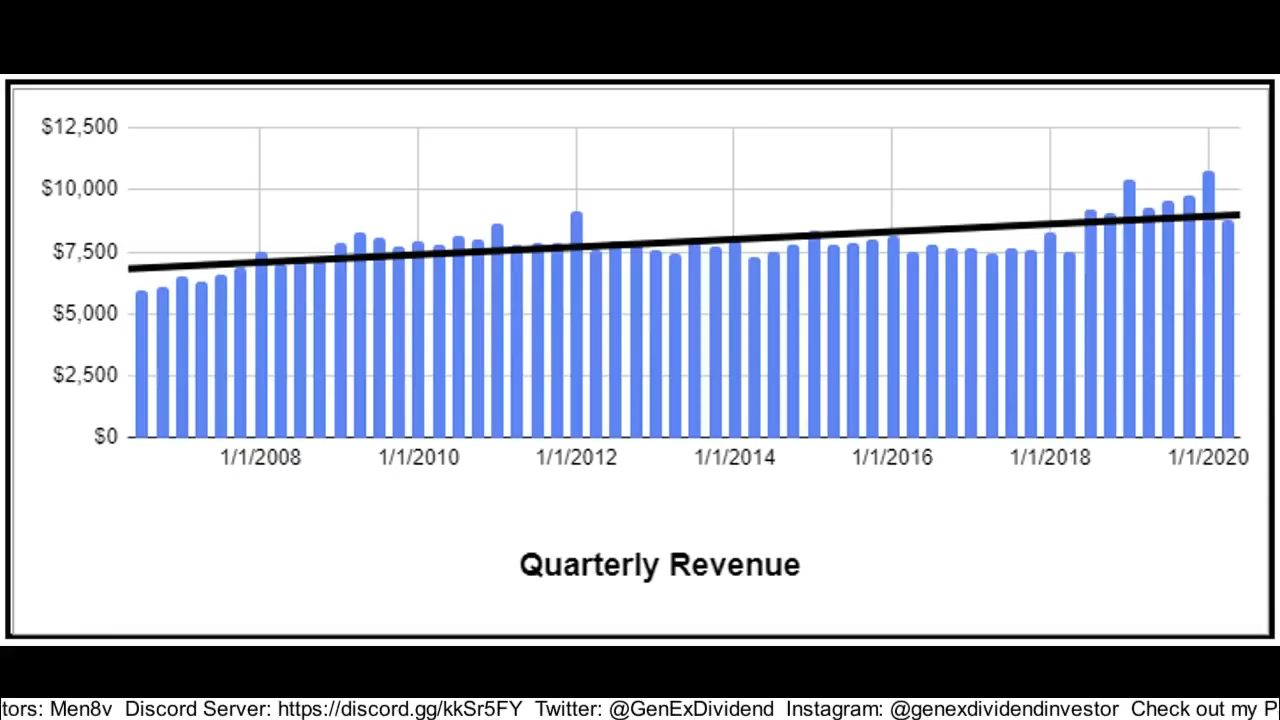 $12,500
$10,000
$7,500
$5,000
$2,500
$0
1/1/2008 1/1/2010 1/1/2012 1/1/2014 1/1/2016 1/1/2018 1/1/2020
Quarterly Revenue
tors: Men8v Discord Server: https://discord.gg/kkSr5FY Twitter: @GenExDividend Instagram: @genexdividendinvestor Check out my P